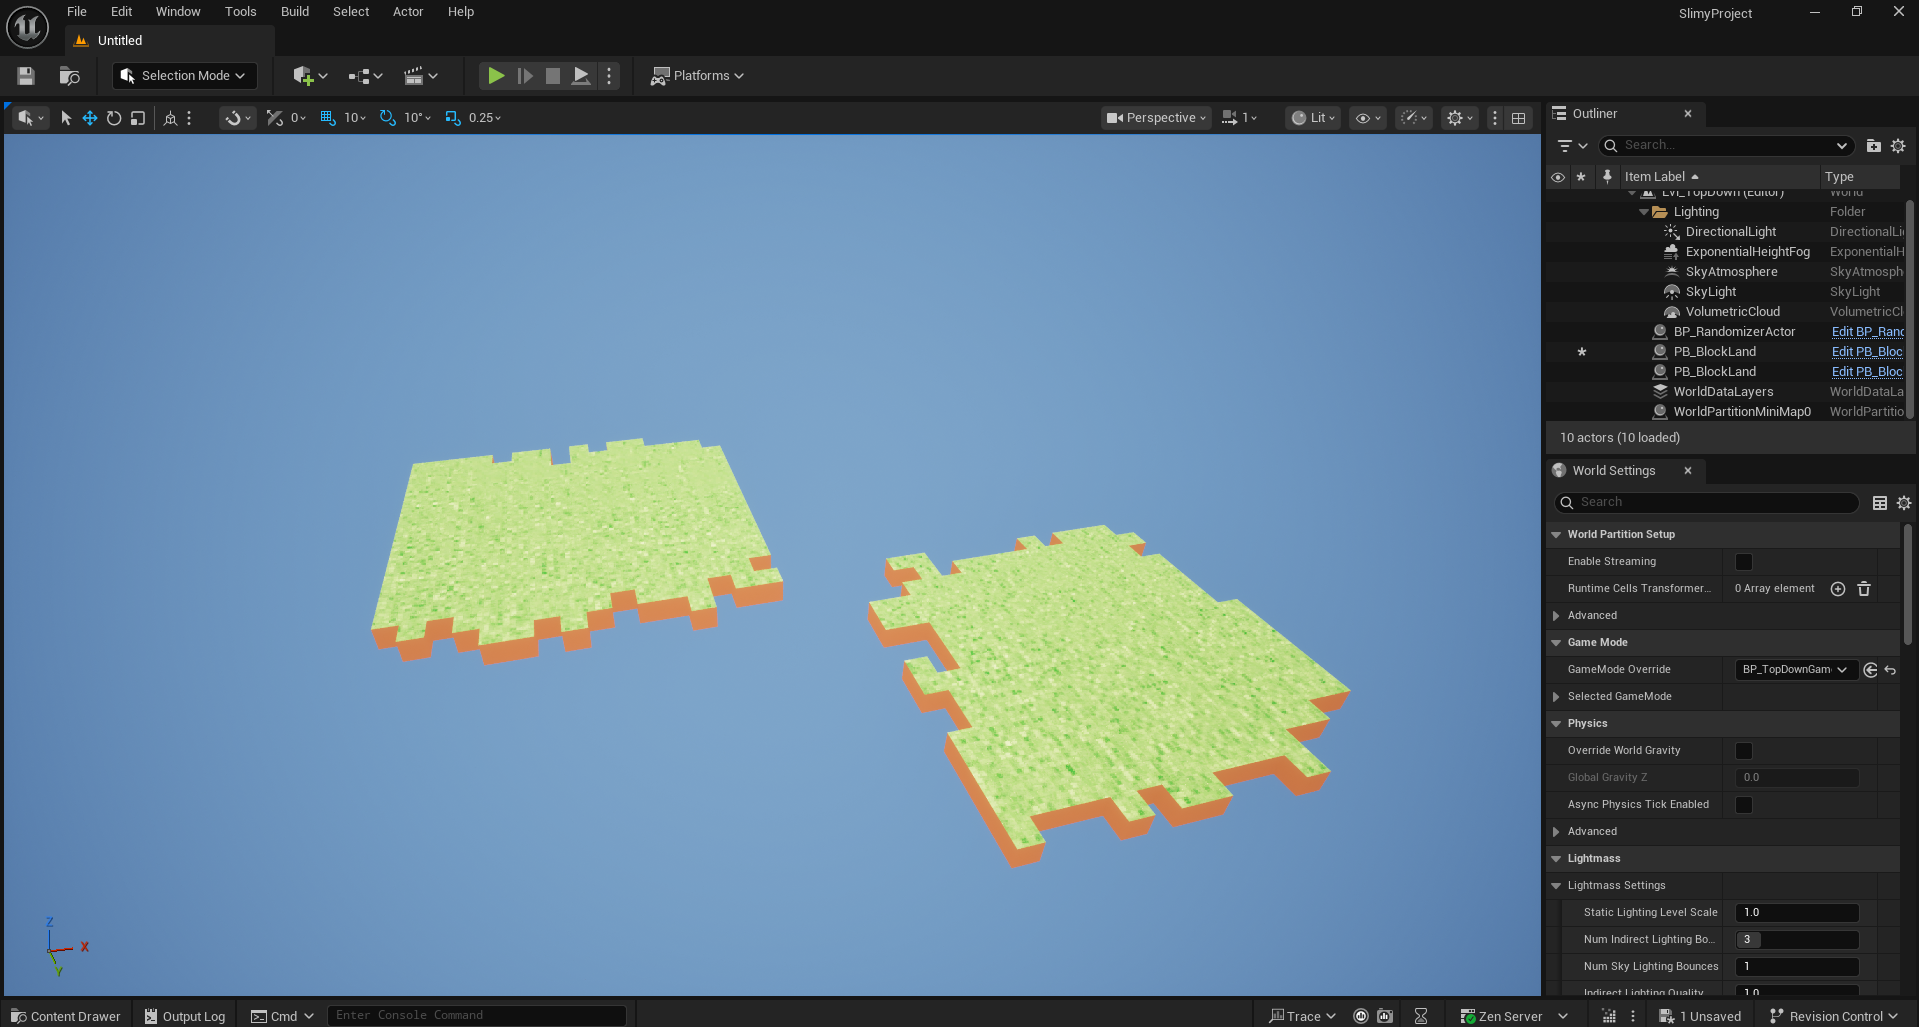 File Edit Window Tools Build Select Actor Help
SlimyProject
Untitled
Selection Mode
Platforms
0 10 10° 0.25
Perspective 1 Lit
Outliner
Search...
Item Label Type
Lvl_TopDown (Editor) World
Lighting Folder
DirectionalLight DirectionalLi
ExponentialHeightFog ExponentialH
SkyAtmosphere SkyAtmosph
SkyLight SkyLight
VolumetricCloud VolumetricCl
BP_RandomizerActor Edit BP_Rand
PB_BlockLand Edit PB_Bloc
PB_BlockLand Edit PB_Bloc
WorldDataLayers WorldDataLa
WorldPartitionMiniMap0 WorldPartitio
10 actors (10 loaded)
World Settings
Search
World Partition Setup
Enable Streaming
Runtime Cells Transformer... 0 Array element
Advanced
Game Mode
GameMode Override BP_TopDownGam
Selected GameMode
Physics
Override World Gravity
Global Gravity Z 0.0
Async Physics Tick Enabled
Advanced
Lightmass
Lightmass Settings
Static Lighting Level Scale 1.0
Num Indirect Lighting Bo... 3
Num Sky Lighting Bounces 1
Indirect Lighting Quality 1.0
Z
X
Y
Content Drawer Output Log Cmd Enter Console Command Trace Zen Server 1 Unsaved Revision Control